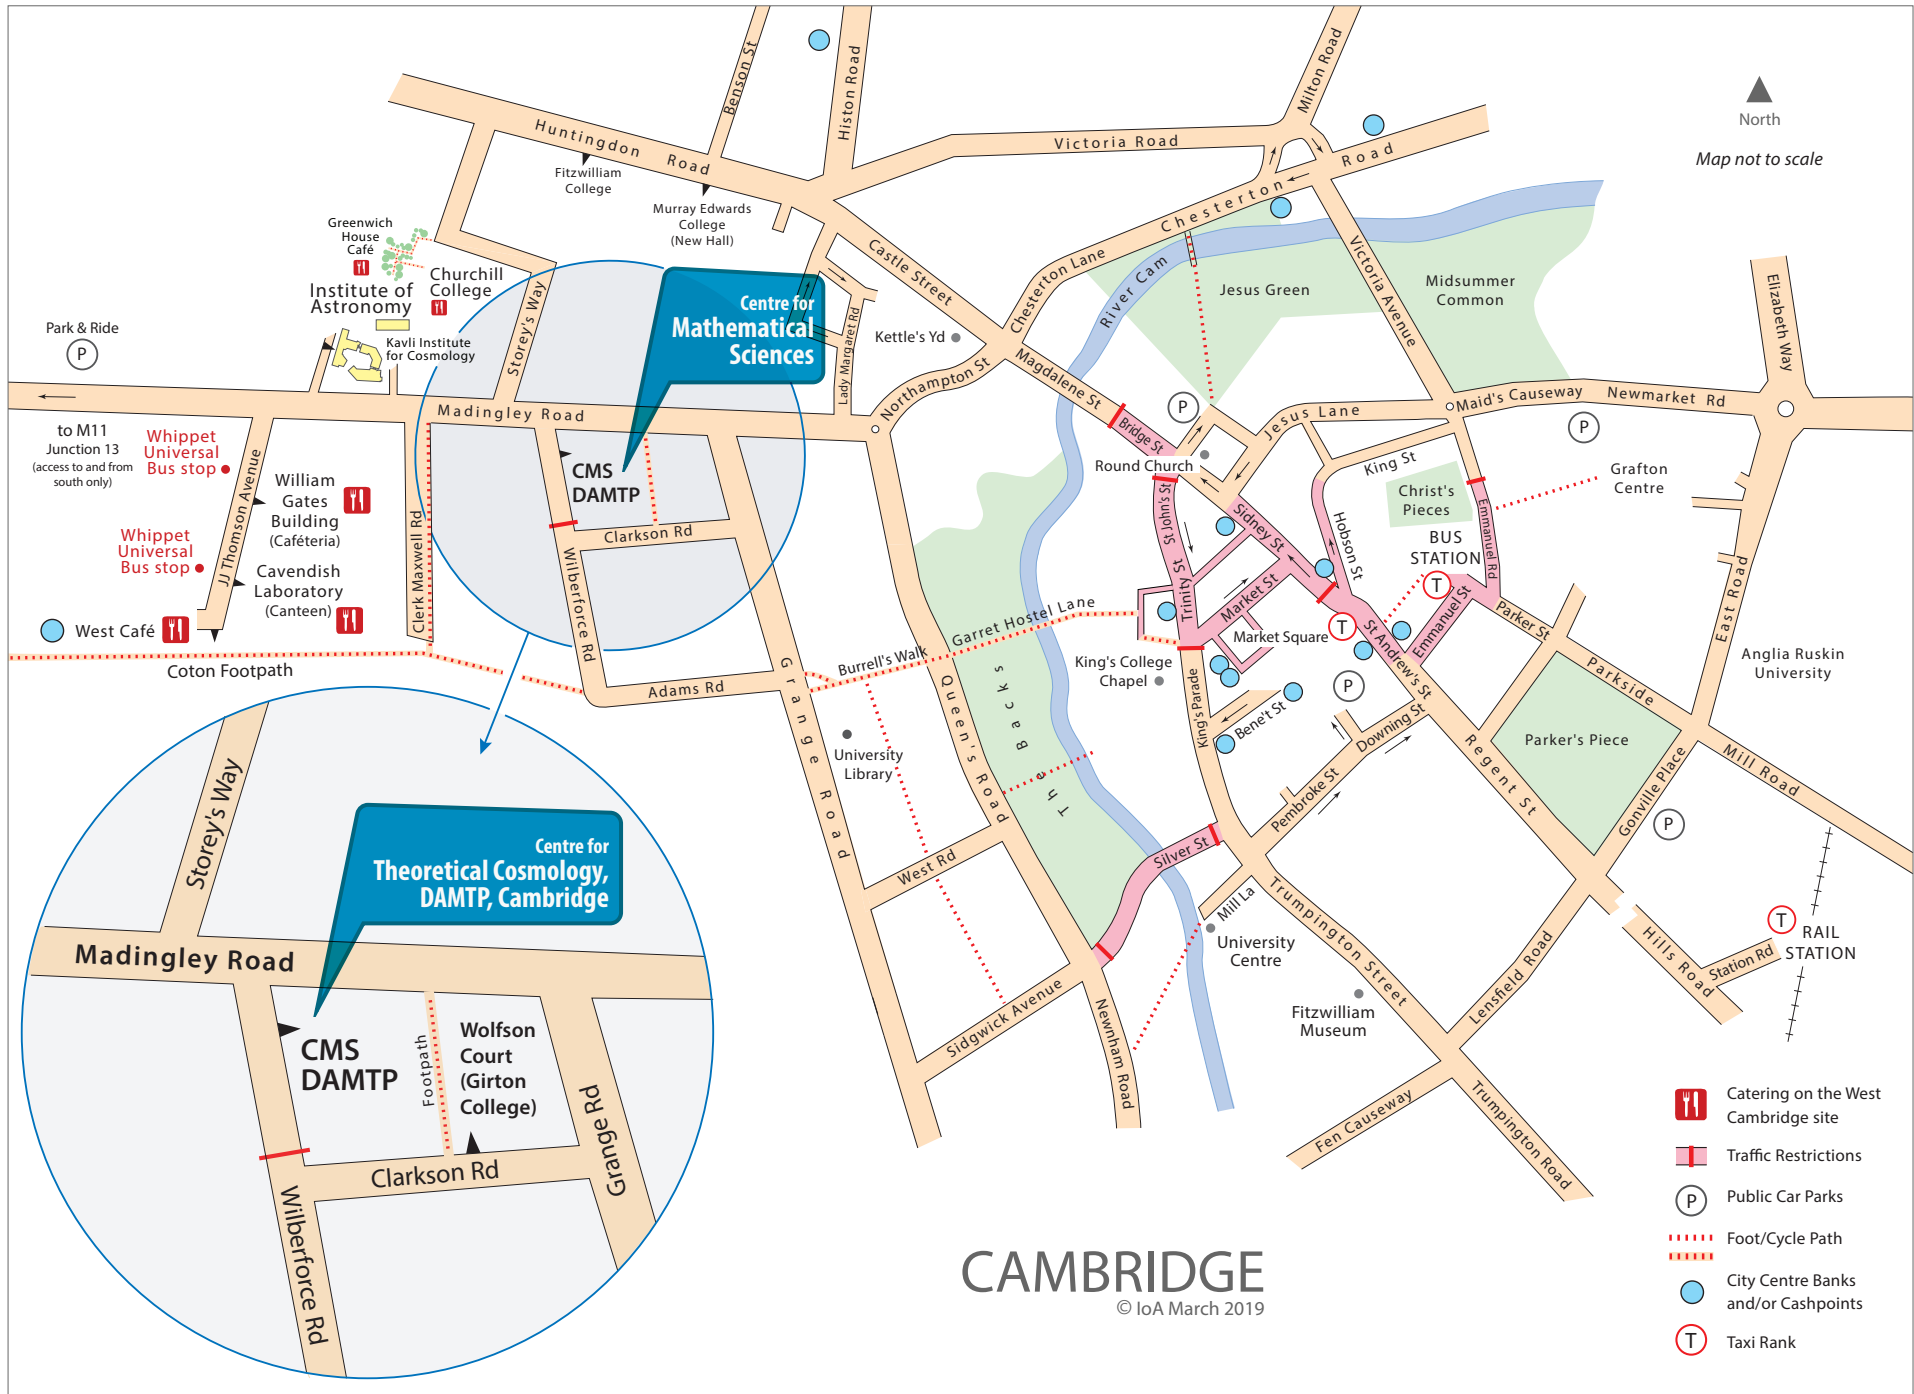 Benson St
Histon Road
Milton Road
North
Map not to scale
Huntingdon Road
Victoria Road
Chesterton Road
Fitzwilliam
College
Murray Edwards
College
(New Hall)
Greenwich
House
Café
Churchill
College
Institute of
Astronomy
Kavli Institute
for Cosmology
Storey's Way
Castle Street
Chesterton Lane
River Cam
Jesus Green
Victoria Avenue
Midsummer
Common
Elizabeth Way
Centre for
Mathematical
Sciences
Lady Margaret Rd
Kettle's Yd
Northampton St
Magdalene St
Park & Ride
P
Madingley Road
to M11
Junction 13
(access to and from
south only)
Whippet
Universal
Bus stop
JJ Thomson Avenue
William
Gates
Building
(Caféteria)
Whippet
Universal
Bus stop
Cavendish
Laboratory
(Canteen)
West Café
Clerk Maxwell Rd
Coton Footpath
CMS
DAMTP
Clarkson Rd
Wilberforce Rd
Adams Rd
Grange Road
Burrell's Walk
Garret Hostel Lane
Queen's Road
The Backs
University
Library
West Rd
Sidgwick Avenue
Newnham Road
Silver St
P
Bridge St
Round Church
Jesus Lane
Maid's Causeway
Newmarket Rd
P
King St
Christ's
Pieces
Grafton
Centre
St John's St
Sidney St
Hobson St
BUS
STATION
T
Emmanuel Rd
Trinity St
Market St
Market Square
T
Emmanuel St
Parker St
Parkside
East Road
Anglia Ruskin
University
King's College
Chapel
King's Parade
Bene't St
P
St Andrew's St
Downing St
Pembroke St
Regent St
Parker's Piece
Gonville Place
Mill Road
P
Mill La
University
Centre
Trumpington Street
Fitzwilliam
Museum
Lensfield Road
Hills Road
Station Rd
T
RAIL
STATION
Fen Causeway
Trumpington Road
Storey's Way
Centre for
Theoretical Cosmology,
DAMTP, Cambridge
Madingley Road
CMS
DAMTP
Footpath
Wolfson
Court
(Girton
College)
Grange Rd
Clarkson Rd
Wilberforce Rd
CAMBRIDGE
© IoA March 2019
Catering on the West
Cambridge site
Traffic Restrictions
P
Public Car Parks
Foot/Cycle Path
City Centre Banks
and/or Cashpoints
T
Taxi Rank